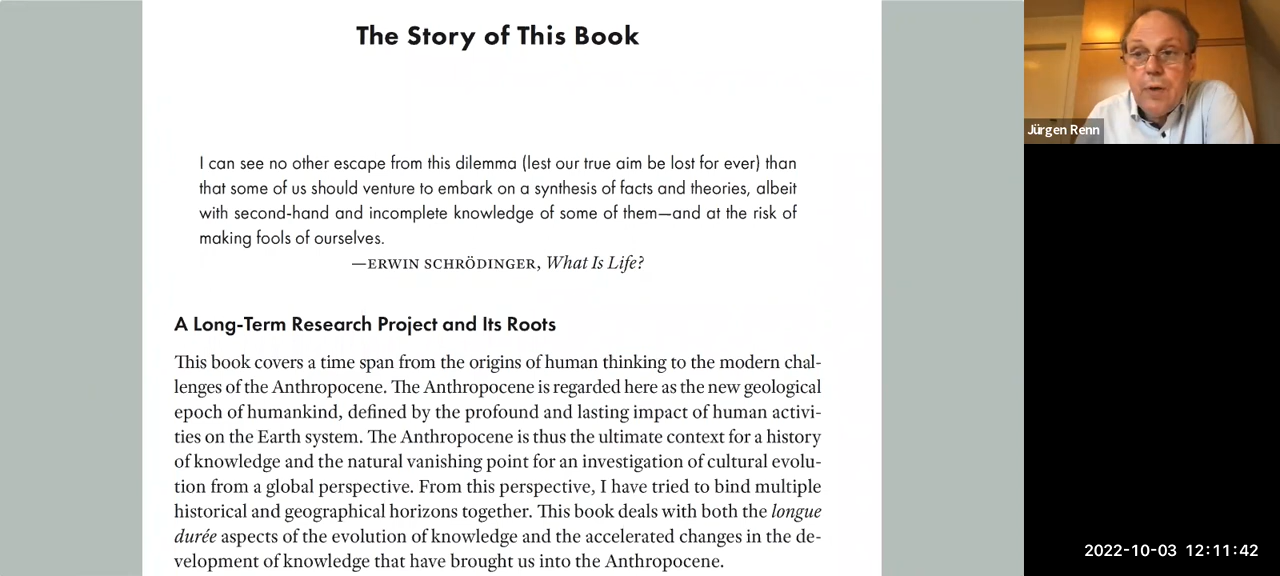 The Story of This Book
I can see no other escape from this dilemma (lest our true aim be lost for ever) than
that some of us should venture to embark on a synthesis of facts and theories, albeit
with second-hand and incomplete knowledge of some of them—and at the risk of
making fools of ourselves.
—ERWIN SCHRÖDINGER, What Is Life?
A Long-Term Research Project and Its Roots
This book covers a time span from the origins of human thinking to the modern chal-
lenges of the Anthropocene. The Anthropocene is regarded here as the new geological
epoch of humankind, defined by the profound and lasting impact of human activi-
ties on the Earth system. The Anthropocene is thus the ultimate context for a history
of knowledge and the natural vanishing point for an investigation of cultural evolu-
tion from a global perspective. From this perspective, I have tried to bind multiple
historical and geographical horizons together. This book deals with both the longue
durée aspects of the evolution of knowledge and the accelerated changes in the de-
velopment of knowledge that have brought us into the Anthropocene.
Jürgen Renn
2022-10-03 12:11:42